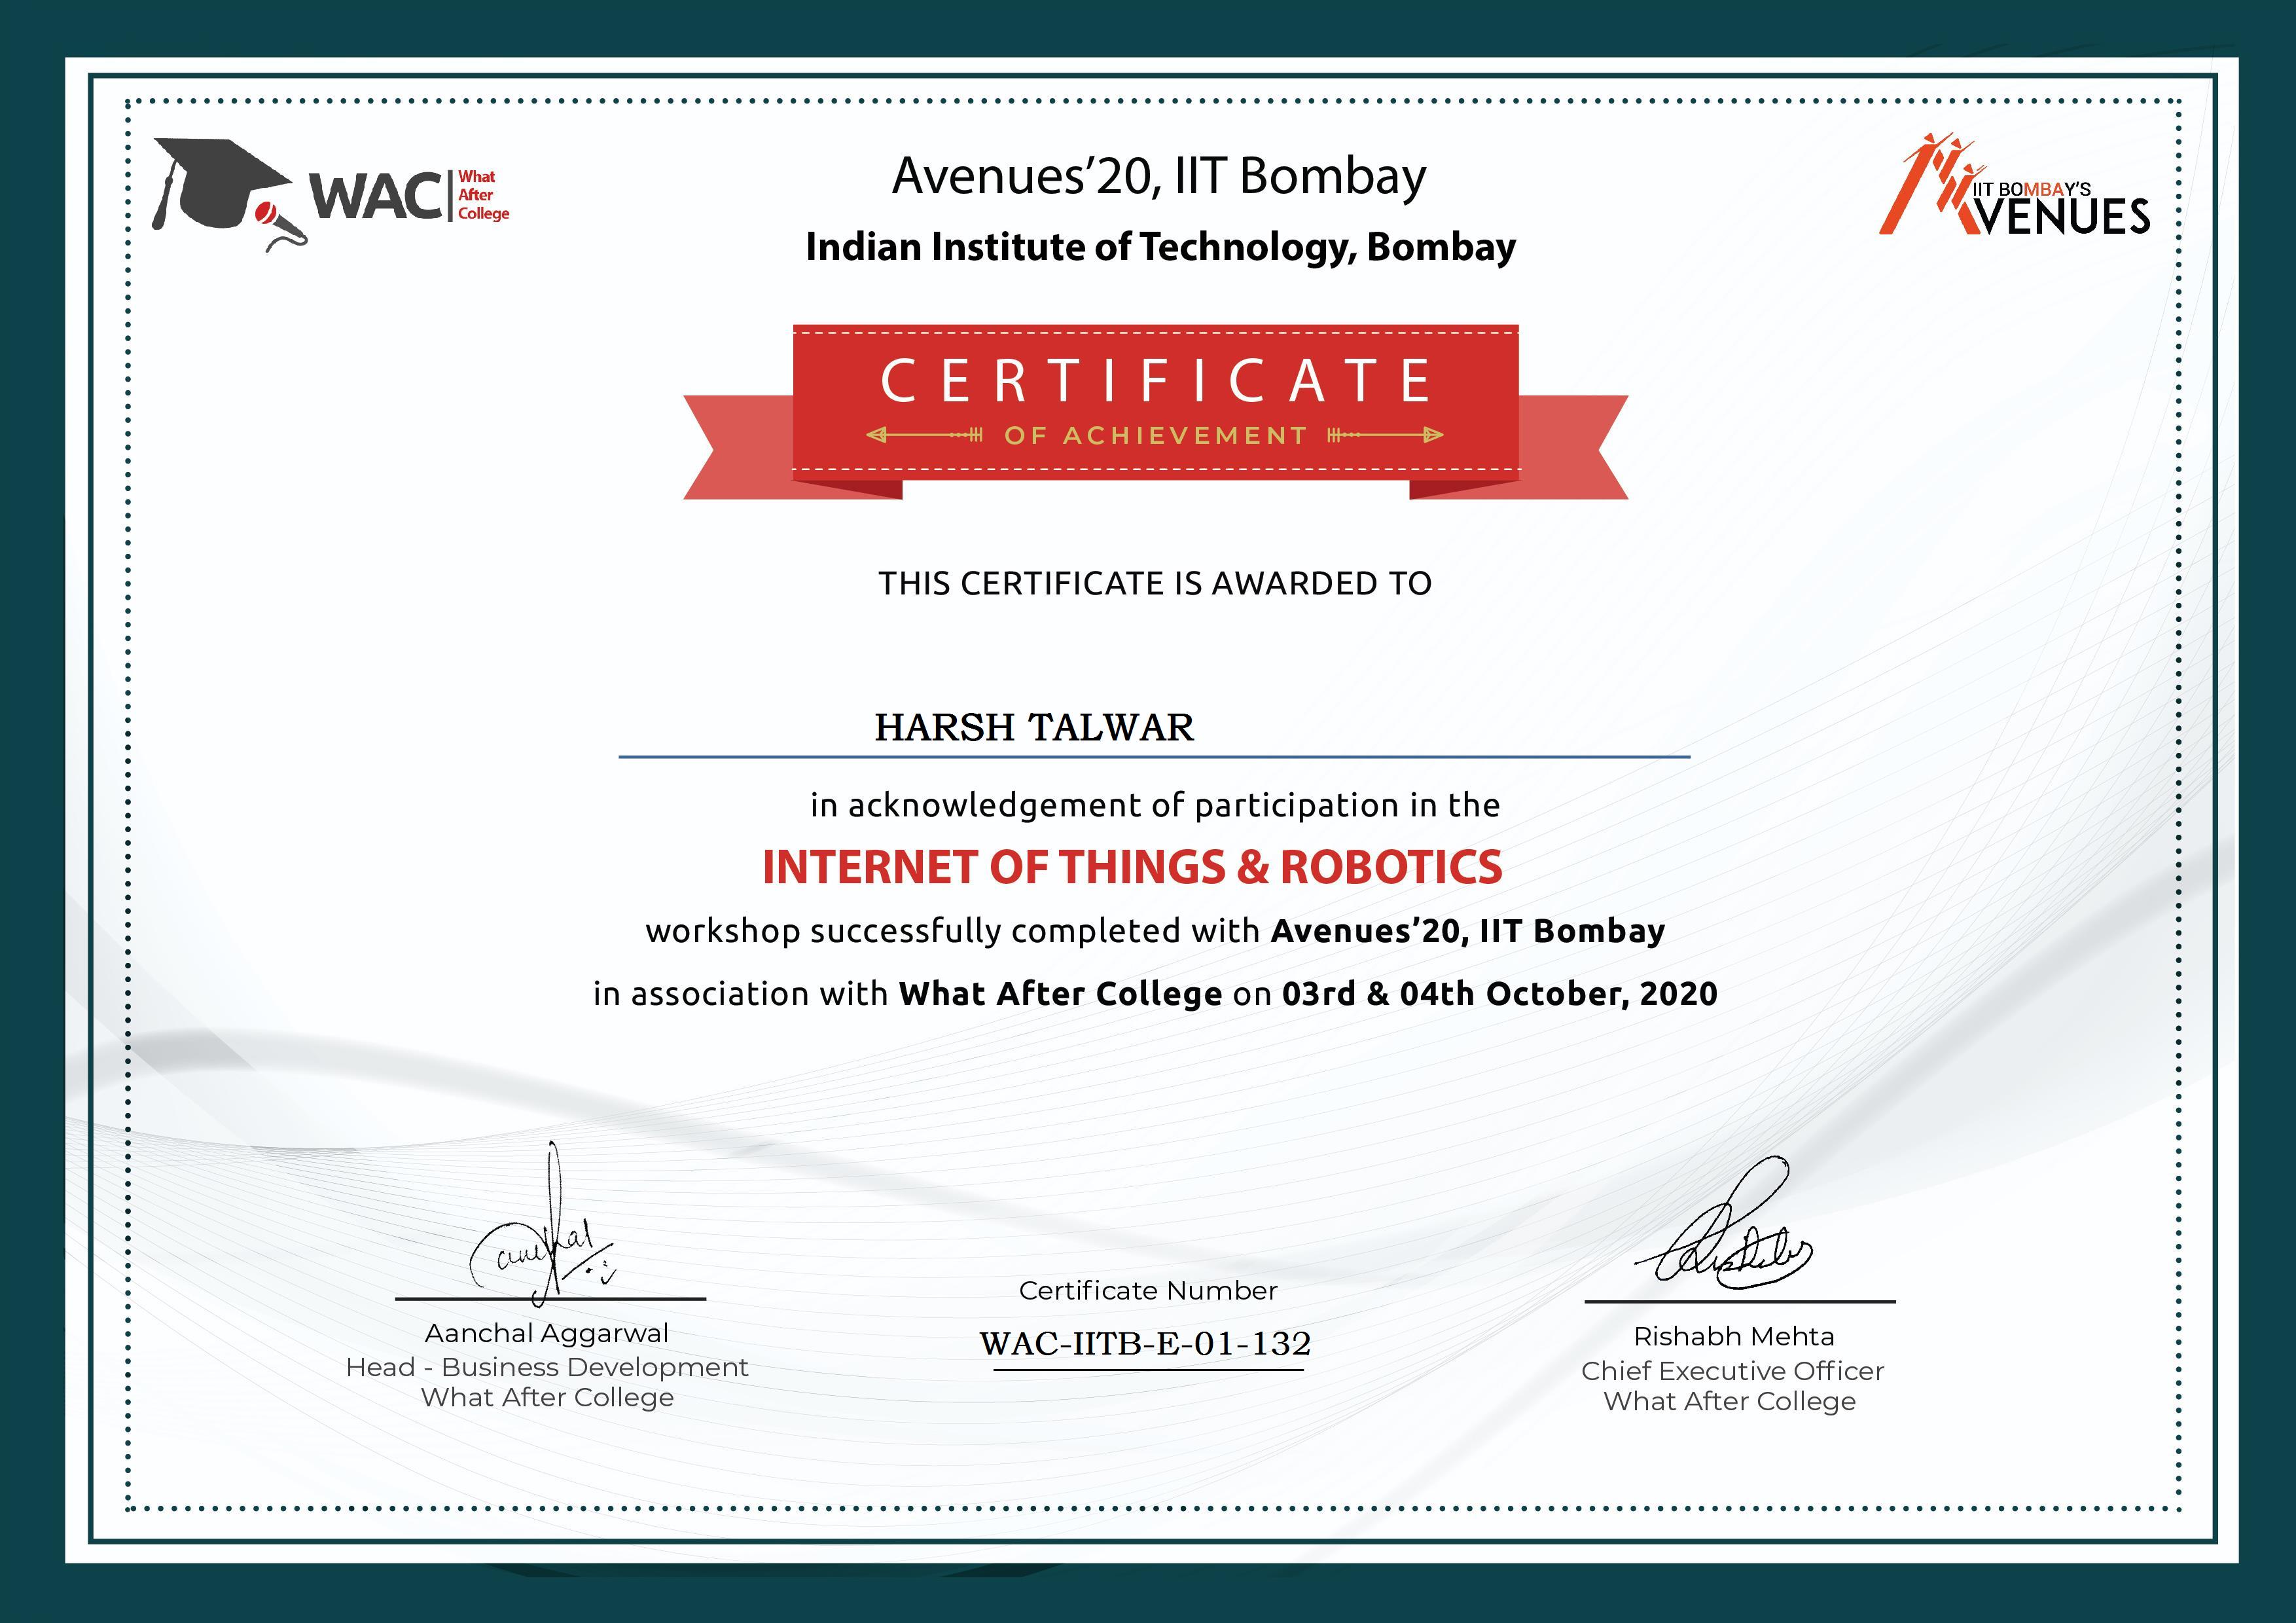 WAC What After College
Avenues’20, IIT Bombay
IIT BOMBAY'S
AVENUES
Indian Institute of Technology, Bombay
CERTIFICATE
OF ACHIEVEMENT
THIS CERTIFICATE IS AWARDED TO
HARSH TALWAR
in acknowledgement of participation in the
INTERNET OF THINGS & ROBOTICS
workshop successfully completed with Avenues’20, IIT Bombay
in association with What After College on 03rd & 04th October, 2020
Aanchal Aggarwal
Head - Business Development
What After College
Certificate Number
WAC-IITB-E-01-132
Rishabh Mehta
Chief Executive Officer
What After College